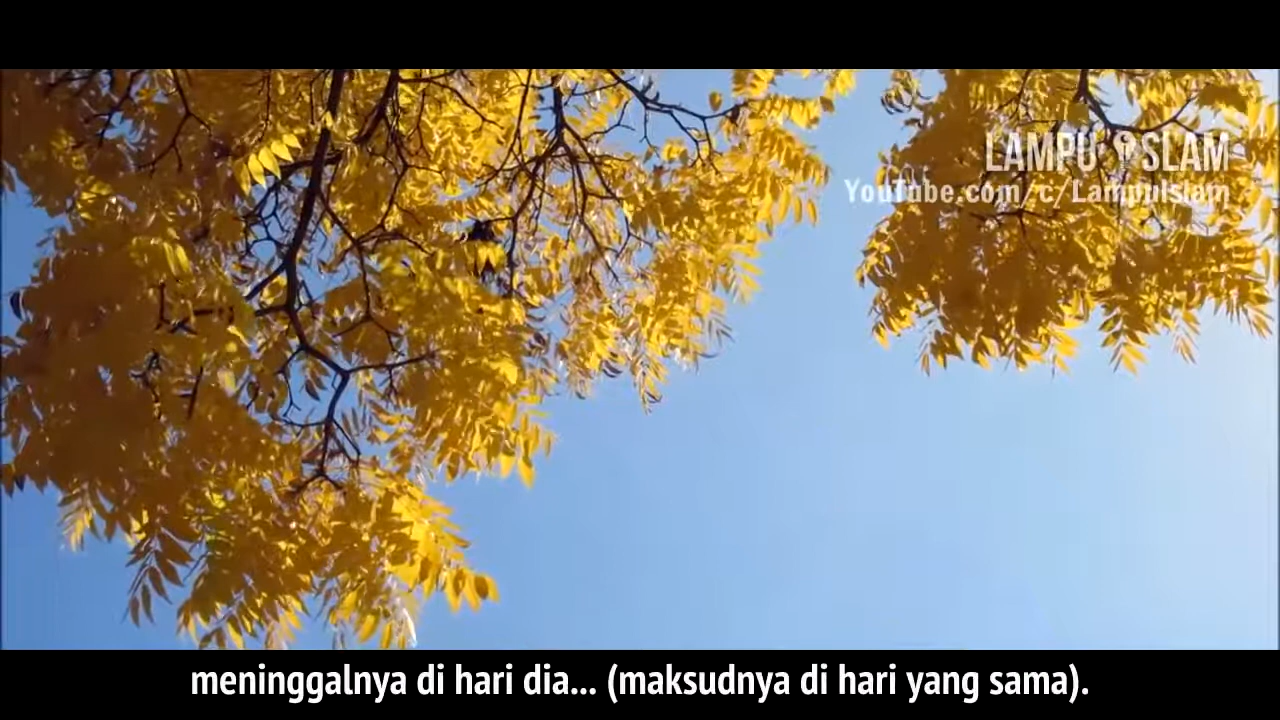 LAMPU ISLAM
YouTube.com/c/LampuIslam
meninggalnya di hari dia... (maksudnya di hari yang sama).